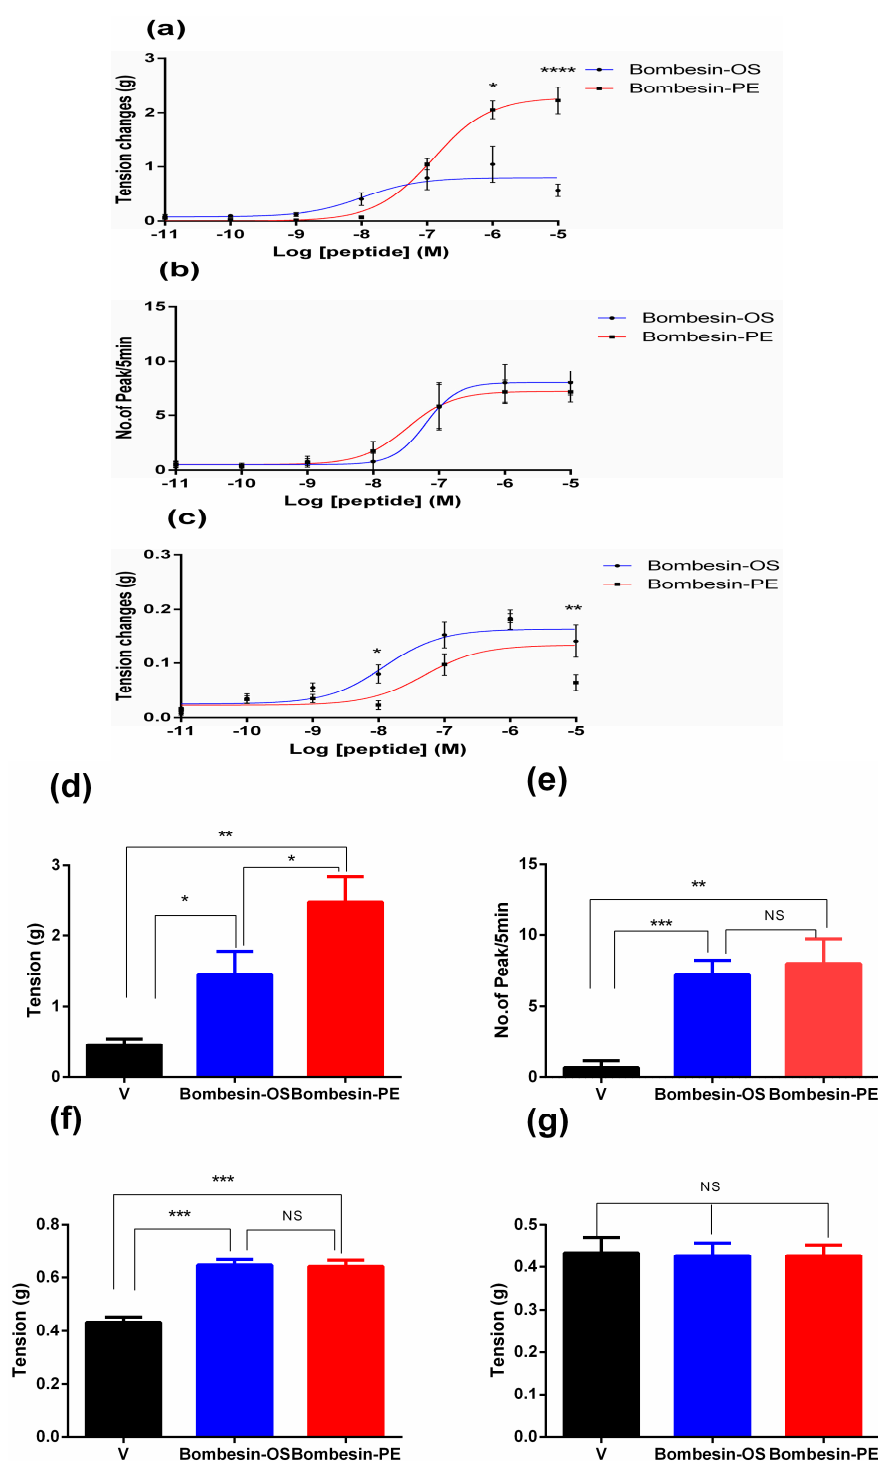 (a)
3
2
1
0
Tension changes (g)
* ****
Bombesin-OS
Bombesin-PE
-11 -10 -9 -8 -7 -6 -5
Log [peptide] (M)
(b)
15
10
5
0
No.of Peak/5min
Bombesin-OS
Bombesin-PE
-11 -10 -9 -8 -7 -6 -5
Log [peptide] (M)
(c)
0.3
0.2
0.1
0.0
Tension changes (g)
* **
Bombesin-OS
Bombesin-PE
-11 -10 -9 -8 -7 -6 -5
Log [peptide] (M)
(d)
**
*
*
3
2
1
0
Tension (g)
V Bombesin-OS Bombesin-PE
(e)
**
***
NS
15
10
5
0
No.of Peak/5min
V Bombesin-OS Bombesin-PE
(f)
***
***
NS
0.8
0.6
0.4
0.2
0.0
Tension (g)
V Bombesin-OS Bombesin-PE
(g)
NS
0.5
0.4
0.3
0.2
0.1
0.0
Tension (g)
V Bombesin-OS Bombesin-PE